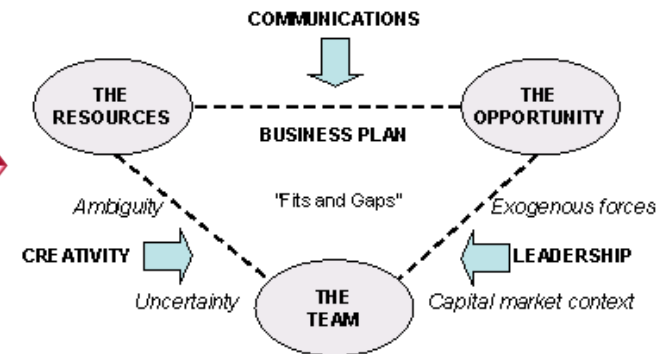 COMMUNICATIONS
THE
RESOURCES
THE
OPPORTUNITY
BUSINESS PLAN
Ambiguity
"Fits and Gaps"
Exogenous forces
CREATIVITY
LEADERSHIP
Uncertainty
THE
TEAM
Capital market context